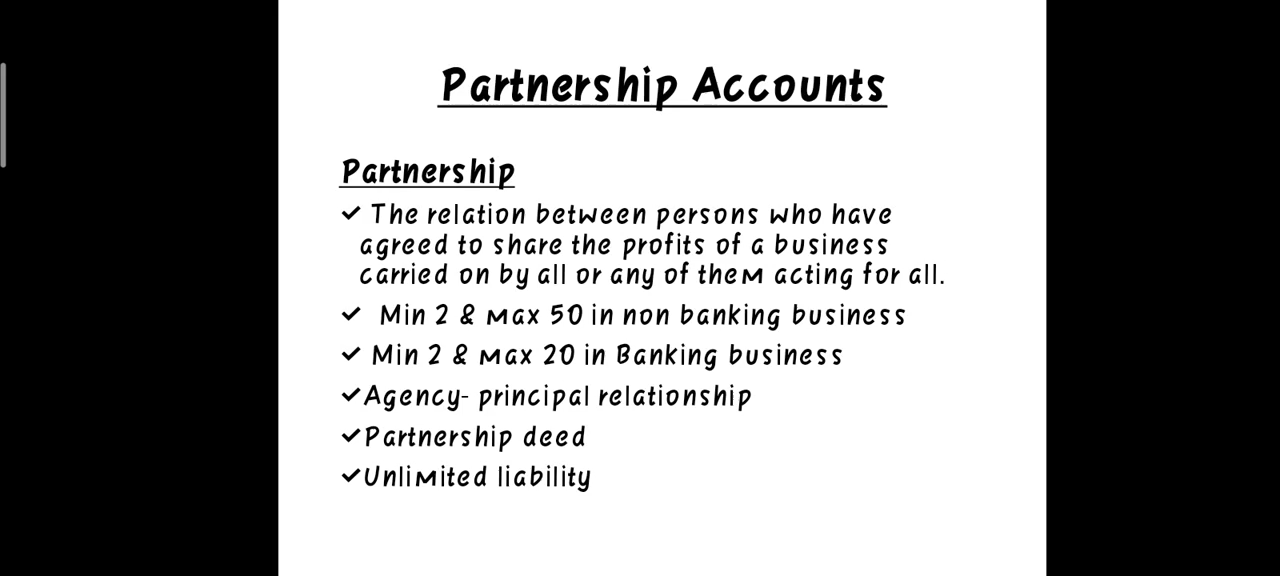 Partnership Accounts
Partnership
✓ The relation between persons who have
agreed to share the profits of a business
carried on by all or any of them acting for all.
✓ Min 2 & max 50 in non banking business
✓ Min 2 & max 20 in Banking business
✓Agency- principal relationship
✓Partnership deed
✓Unlimited liability